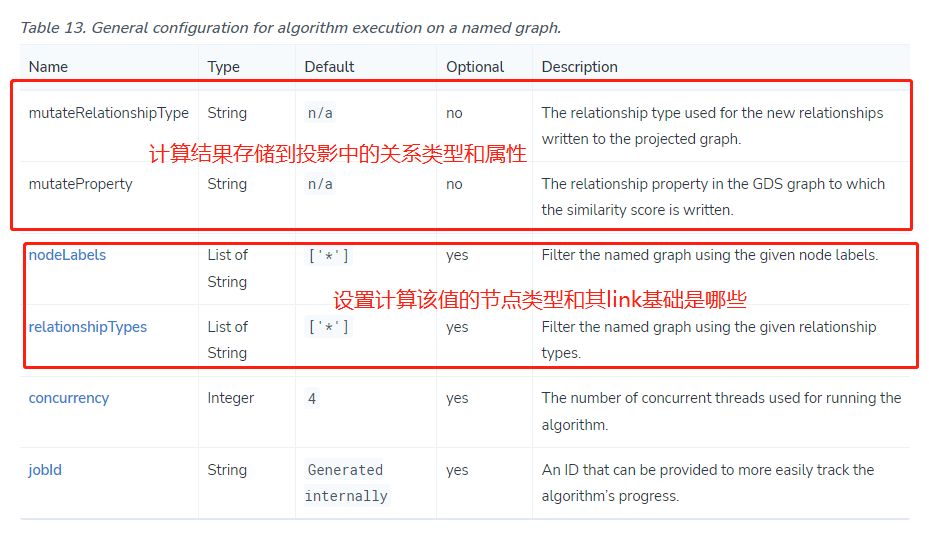 Table 13. General configuration for algorithm execution on a named graph.
Name Type Default Optional Description
mutateRelationshipType String n/a no The relationship type used for the new relationships
written to the projected graph.
计算结果存储到投影中的关系类型和属性
mutateProperty String n/a no The relationship property in the GDS graph to which
the similarity score is written.
nodeLabels List of ['*'] yes Filter the named graph using the given node labels.
String
设置计算该值的节点类型和其link基础是哪些
relationshipTypes List of ['*'] yes Filter the named graph using the given relationship
String types.
concurrency Integer 4 yes The number of concurrent threads used for running the
algorithm.
jobId String Generated yes An ID that can be provided to more easily track the
internally algorithm's progress.